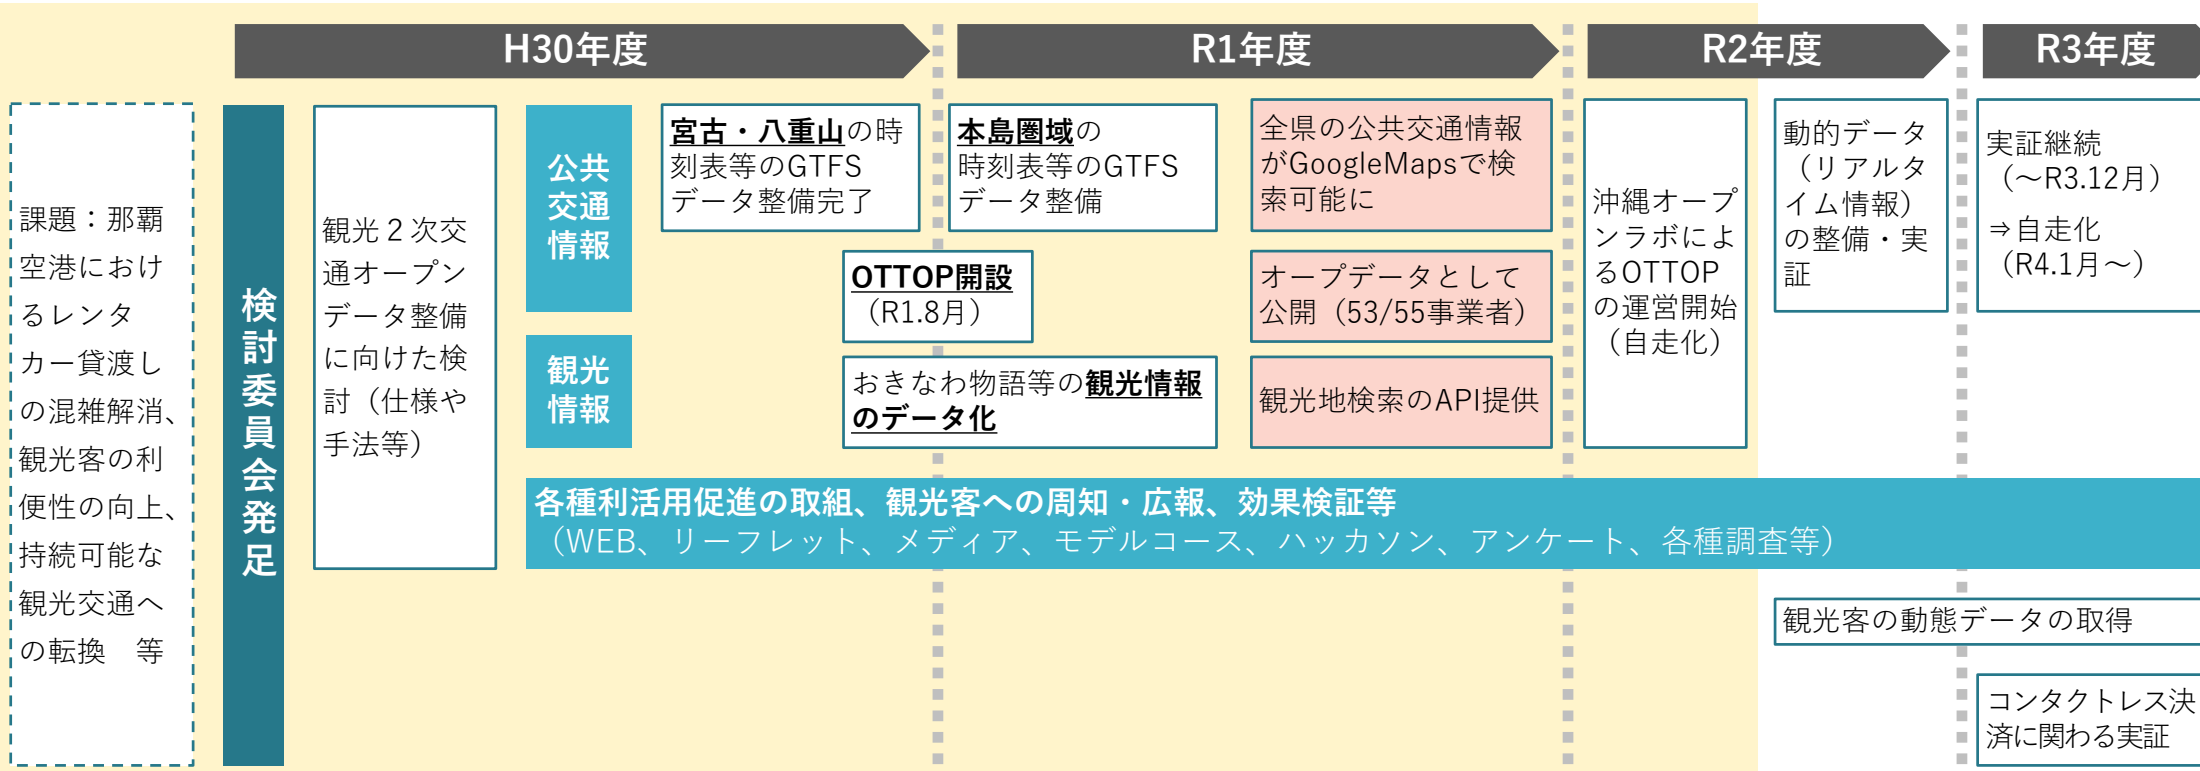 H30年度
R1年度
R2年度
R3年度
課題：那覇
空港におけ
るレンタ
カー貸渡し
の混雑解消、
観光客の利
便性の向上、
持続可能な
観光交通へ
の転換　等
検討委員会発足
観光２次交
通オープン
データ整備
に向けた検
討（仕様や
手法等）
公共
交通
情報
宮古・八重山の時
刻表等のGTFS
データ整備完了
本島圏域の
時刻表等のGTFS
データ整備
全県の公共交通情報
がGoogleMapsで検
索可能に
OTTOP開設
（R1.8月）
オープデータとして
公開（53/55事業者）
観光
情報
おきなわ物語等の観光情報
のデータ化
観光地検索のAPI提供
沖縄オープ
ンラボによ
るOTTOP
の運営開始
（自走化）
動的データ
（リアルタ
イム情報）
の整備・実
証
実証継続
（～R3.12月）
⇒自走化
（R4.1月～）
各種利活用促進の取組、観光客への周知・広報、効果検証等
（WEB、リーフレット、メディア、モデルコース、ハッカソン、アンケート、各種調査等）
観光客の動態データの取得
コンタクトレス決
済に関わる実証